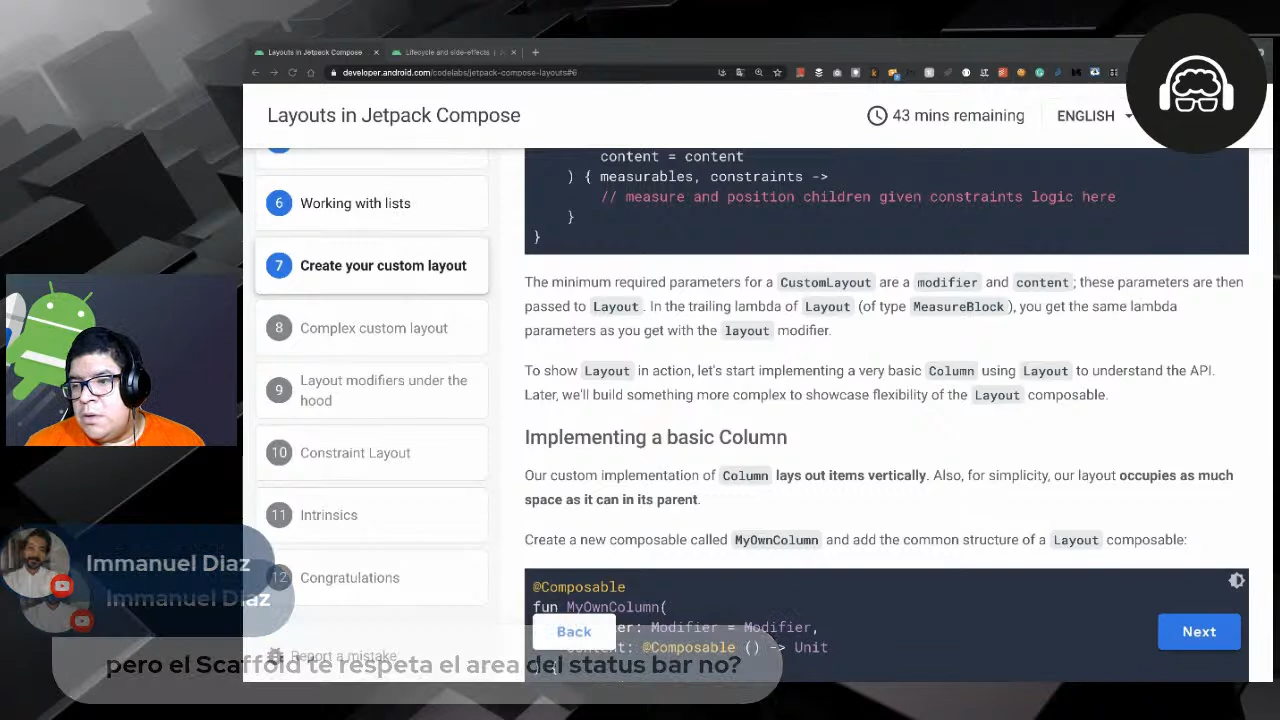 Layouts in Jetpack Compose
Lifecycle and side-effects
developer.android.com/codelabs/jetpack-compose-layouts#6
Layouts in Jetpack Compose
43 mins remaining
ENGLISH
6 Working with lists
7 Create your custom layout
8 Complex custom layout
9 Layout modifiers under the
hood
10 Constraint Layout
11 Intrinsics
12 Congratulations
Report a mistake
content = content
) { measurables, constraints ->
// measure and position children given constraints logic here
}
}
The minimum required parameters for a CustomLayout are a modifier and content; these parameters are then
passed to Layout. In the trailing lambda of Layout (of type MeasureBlock), you get the same lambda
parameters as you get with the layout modifier.
To show Layout in action, let's start implementing a very basic Column using Layout to understand the API.
Later, we'll build something more complex to showcase flexibility of the Layout composable.
Implementing a basic Column
Our custom implementation of Column lays out items vertically. Also, for simplicity, our layout occupies as much
space as it can in its parent.
Create a new composable called MyOwnColumn and add the common structure of a Layout composable:
@Composable
fun MyOwnColumn(
er: Modifier = Modifier,
content: @Composable () -> Unit
) {
Back
Next
Immanuel Diaz
Immanuel Diaz
pero el Scaffold te respeta el area del status bar no?